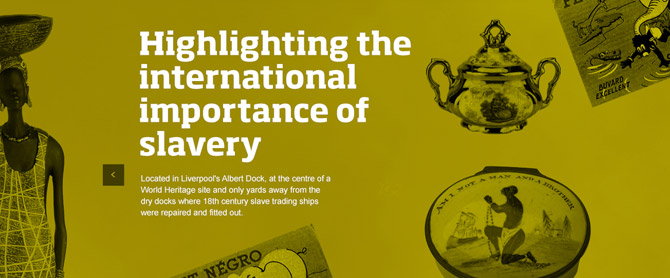 Highlighting the
international
importance of
slavery
Located in Liverpool's Albert Dock, at the centre of a
World Heritage site and only yards away from the
dry docks where 18th century slave trading ships
were repaired and fitted out.
BUVARD
EXCELLENT
AM I NOT A MAN AND A BROTHER
NÉGRO